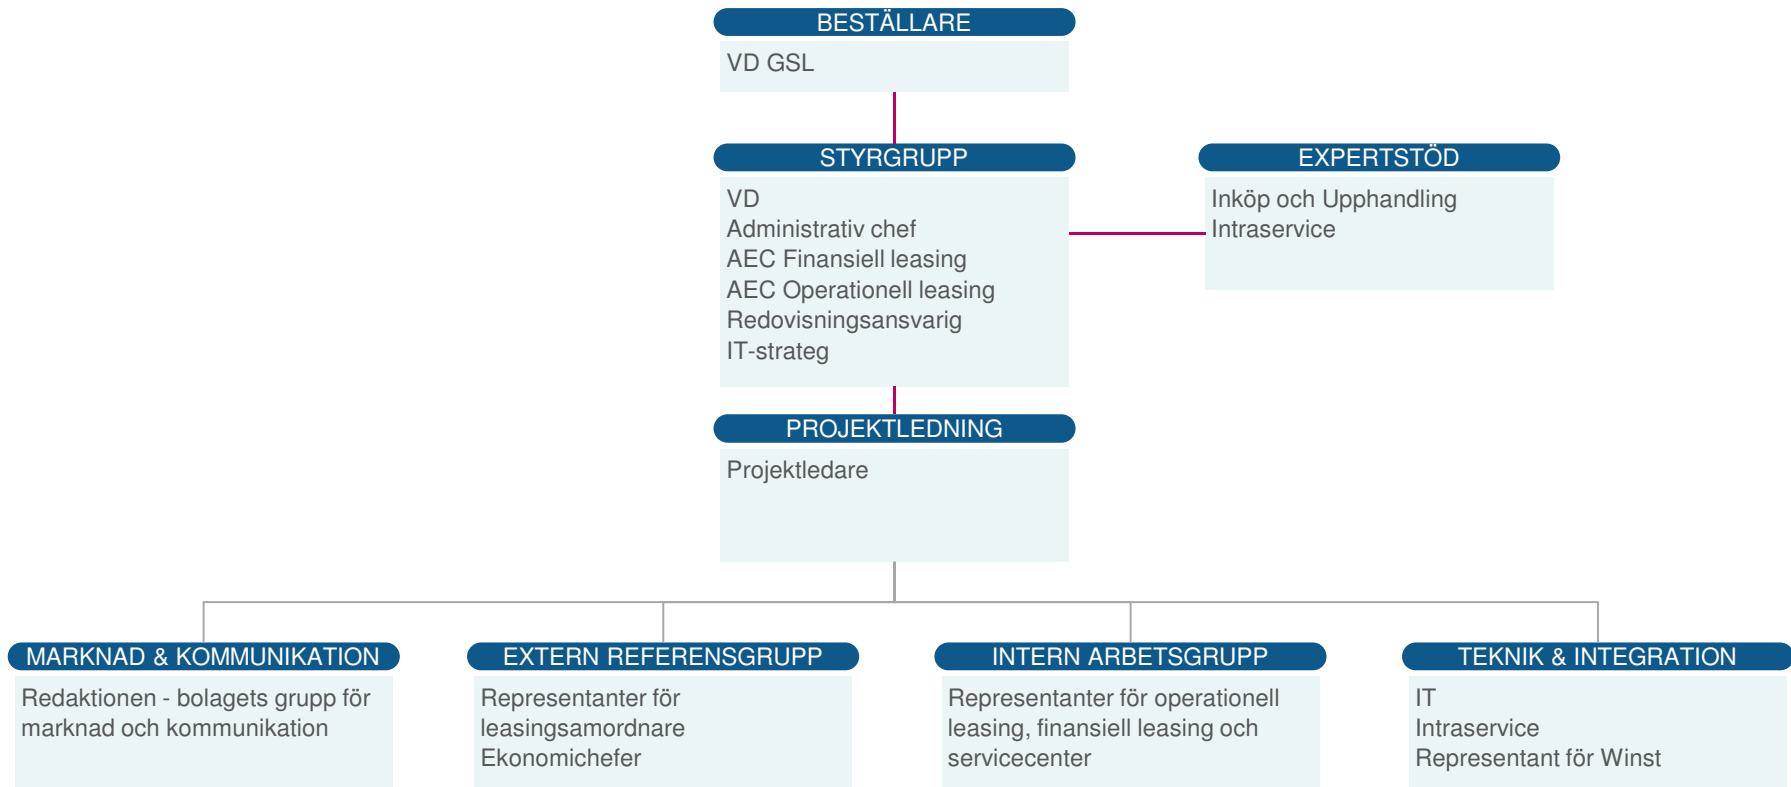 BESTÄLLARE
VD GSL
STYRGRUPP
VD
Administrativ chef
AEC Finansiell leasing
AEC Operationell leasing
Redovisningsansvarig
IT-strateg
EXPERTSTÖD
Inköp och Upphandling
Intraservice
PROJEKTLEDNING
Projektledare
MARKNAD & KOMMUNIKATION
Redaktionen - bolagets grupp för
marknad och kommunikation
EXTERN REFERENSGRUPP
Representanter för
leasingsamordnare
Ekonomichefer
INTERN ARBETSGRUPP
Representanter för operationell
leasing, finansiell leasing och
servicecenter
TEKNIK & INTEGRATION
IT
Intraservice
Representant för Winst